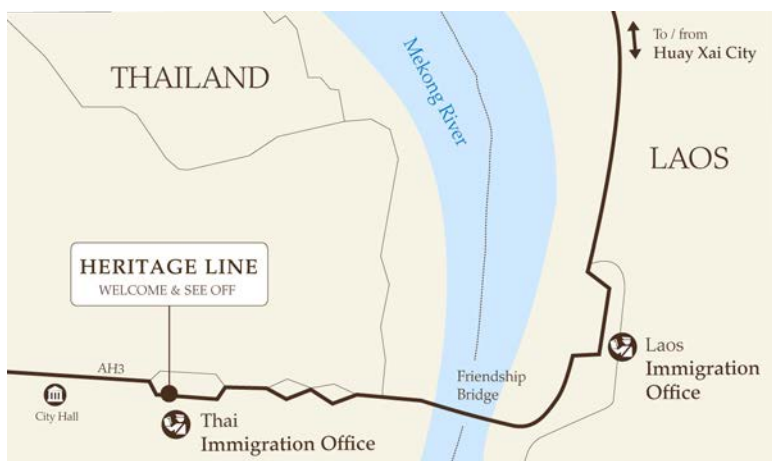 To / from
Huay Xai City
THAILAND
Mekong River
LAOS
HERITAGE LINE
WELCOME & SEE OFF
Laos
Immigration
Office
AH3
Friendship
Bridge
City Hall
Thai
Immigration Office